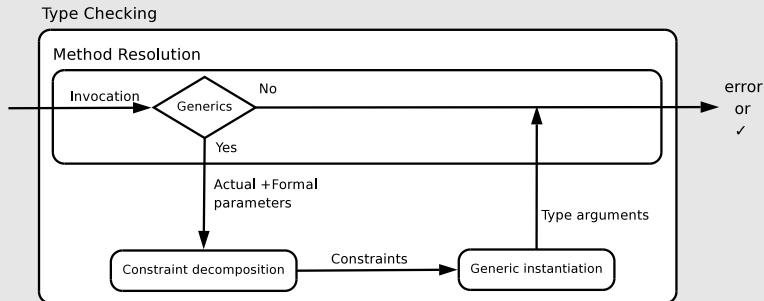 Type Checking
Method Resolution
Invocation
Generics
No
error
or
✓
Yes
Actual +Formal
parameters
Type arguments
Constraint decomposition
Constraints
Generic instantiation